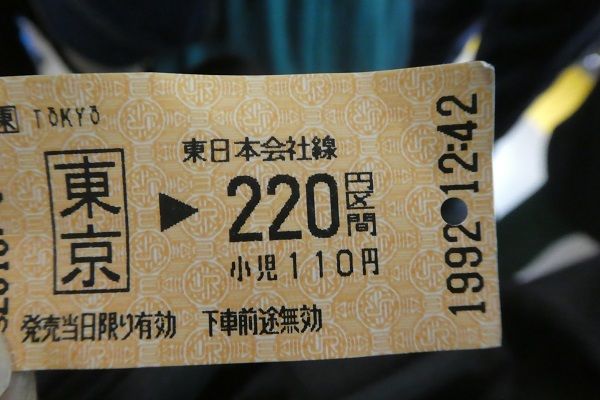 東 TŌKYŌ
東日本会社線
東京 ▶ 220円区間
小児110円
発売当日限り有効 下車前途無効
1992 12:42